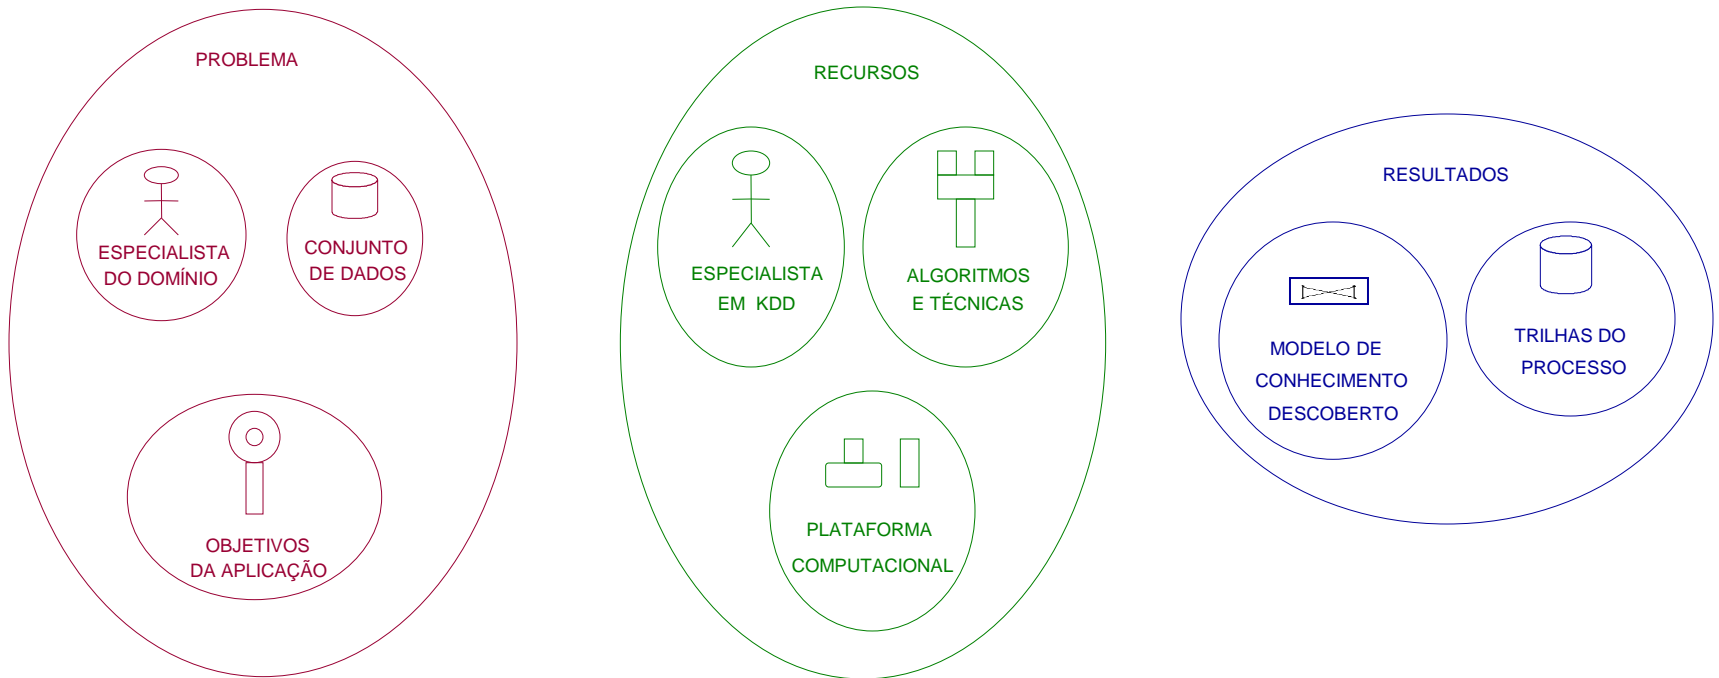 PROBLEMA
ESPECIALISTA
DO DOMÍNIO
CONJUNTO
DE DADOS
OBJETIVOS
DA APLICAÇÃO
RECURSOS
ESPECIALISTA
EM KDD
ALGORITMOS
E TÉCNICAS
PLATAFORMA
COMPUTACIONAL
RESULTADOS
MODELO DE
CONHECIMENTO
DESCOBERTO
TRILHAS DO
PROCESSO